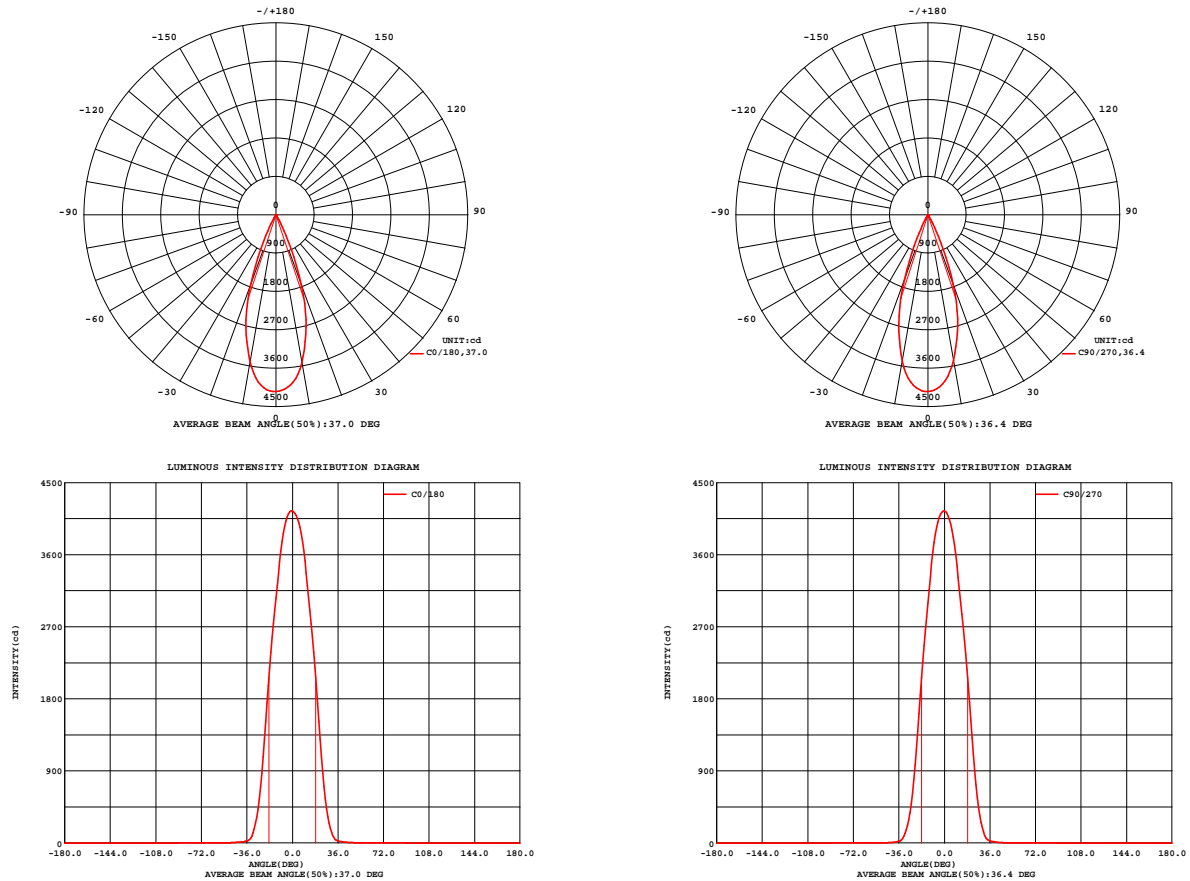 -/+180
-150 150
-120 120
-90 0 90
900
1800
-60 2700 60
UNIT:cd
C0/180,37.0
3600
-30 30
4500
0
AVERAGE BEAM ANGLE(50%):37.0 DEG
-/+180
-150 150
-120 120
-90 0 90
900
1800
-60 2700 60
UNIT:cd
C90/270,36.4
3600
-30 30
4500
0
AVERAGE BEAM ANGLE(50%):36.4 DEG
LUMINOUS INTENSITY DISTRIBUTION DIAGRAM
C0/180
4500
3600
2700
1800
900
0
INTENSITY(cd)
-180.0 -144.0 -108.0 -72.0 -36.0 0.0 36.0 72.0 108.0 144.0 180.0
ANGLE(DEG)
AVERAGE BEAM ANGLE(50%):37.0 DEG
LUMINOUS INTENSITY DISTRIBUTION DIAGRAM
C90/270
4500
3600
2700
1800
900
0
INTENSITY(cd)
-180.0 -144.0 -108.0 -72.0 -36.0 0.0 36.0 72.0 108.0 144.0 180.0
ANGLE(DEG)
AVERAGE BEAM ANGLE(50%):36.4 DEG